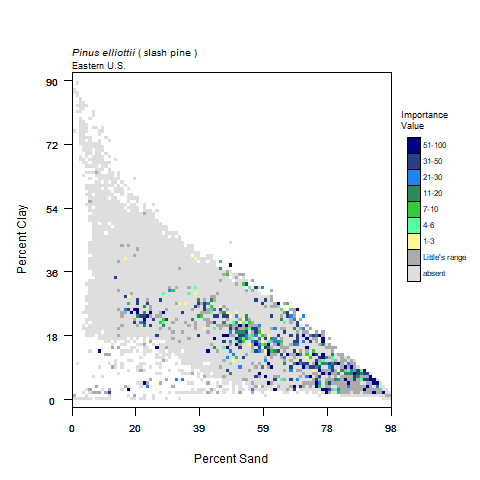 Pinus elliottii ( slash pine )
Eastern U.S.
Importance
Value
51-100
31-50
21-30
11-20
7-10
4-6
1-3
Little's range
absent
Percent Clay
90
72
54
36
18
0
0
20
39
59
78
98
Percent Sand